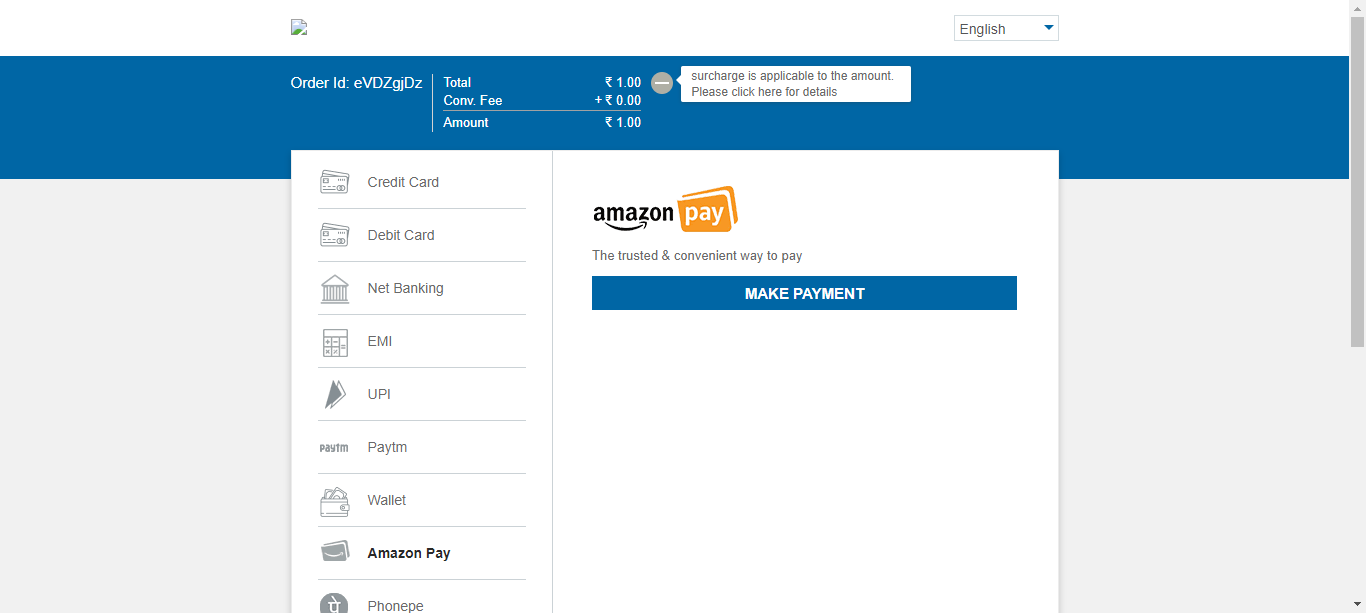 English
Order Id: eVDZgjDz
Total ₹ 1.00
Conv. Fee + ₹ 0.00
Amount ₹ 1.00
surcharge is applicable to the amount.
Please click here for details
Credit Card
Debit Card
Net Banking
EMI
UPI
paytm Paytm
Wallet
Amazon Pay
पे Phonepe
amazon pay
The trusted & convenient way to pay
MAKE PAYMENT